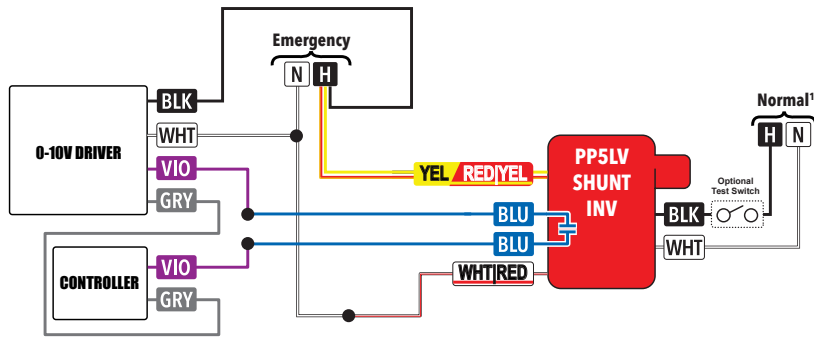 Emergency
N H
BLK
WHT
0-10V DRIVER
VIO
GRY
YEL/RED|YEL
PP5LV
SHUNT
INV
Normal¹
H N
Optional
Test Switch
BLK
WHT
BLU
BLU
WHT|RED
CONTROLLER
VIO
GRY